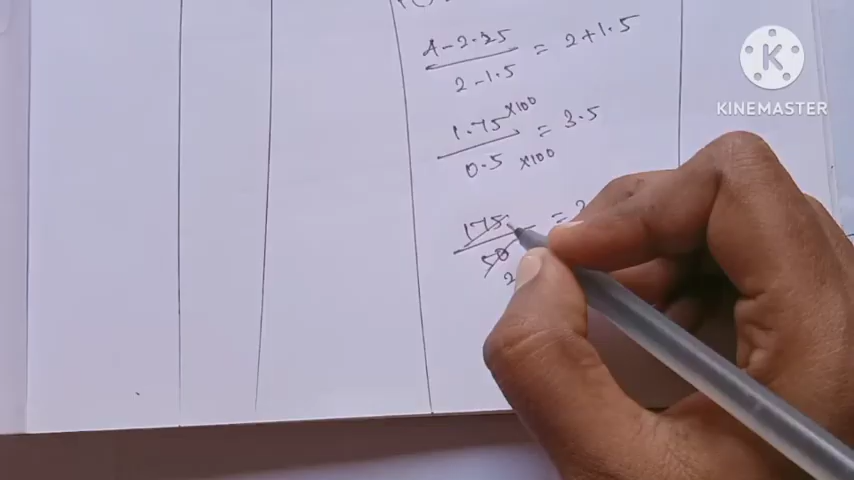 4-2.25 / 2-1.5 = 2+1.5
1.75 ×100 / 0.5 ×100 = 3.5
175 / 50 =
2
KINEMASTER